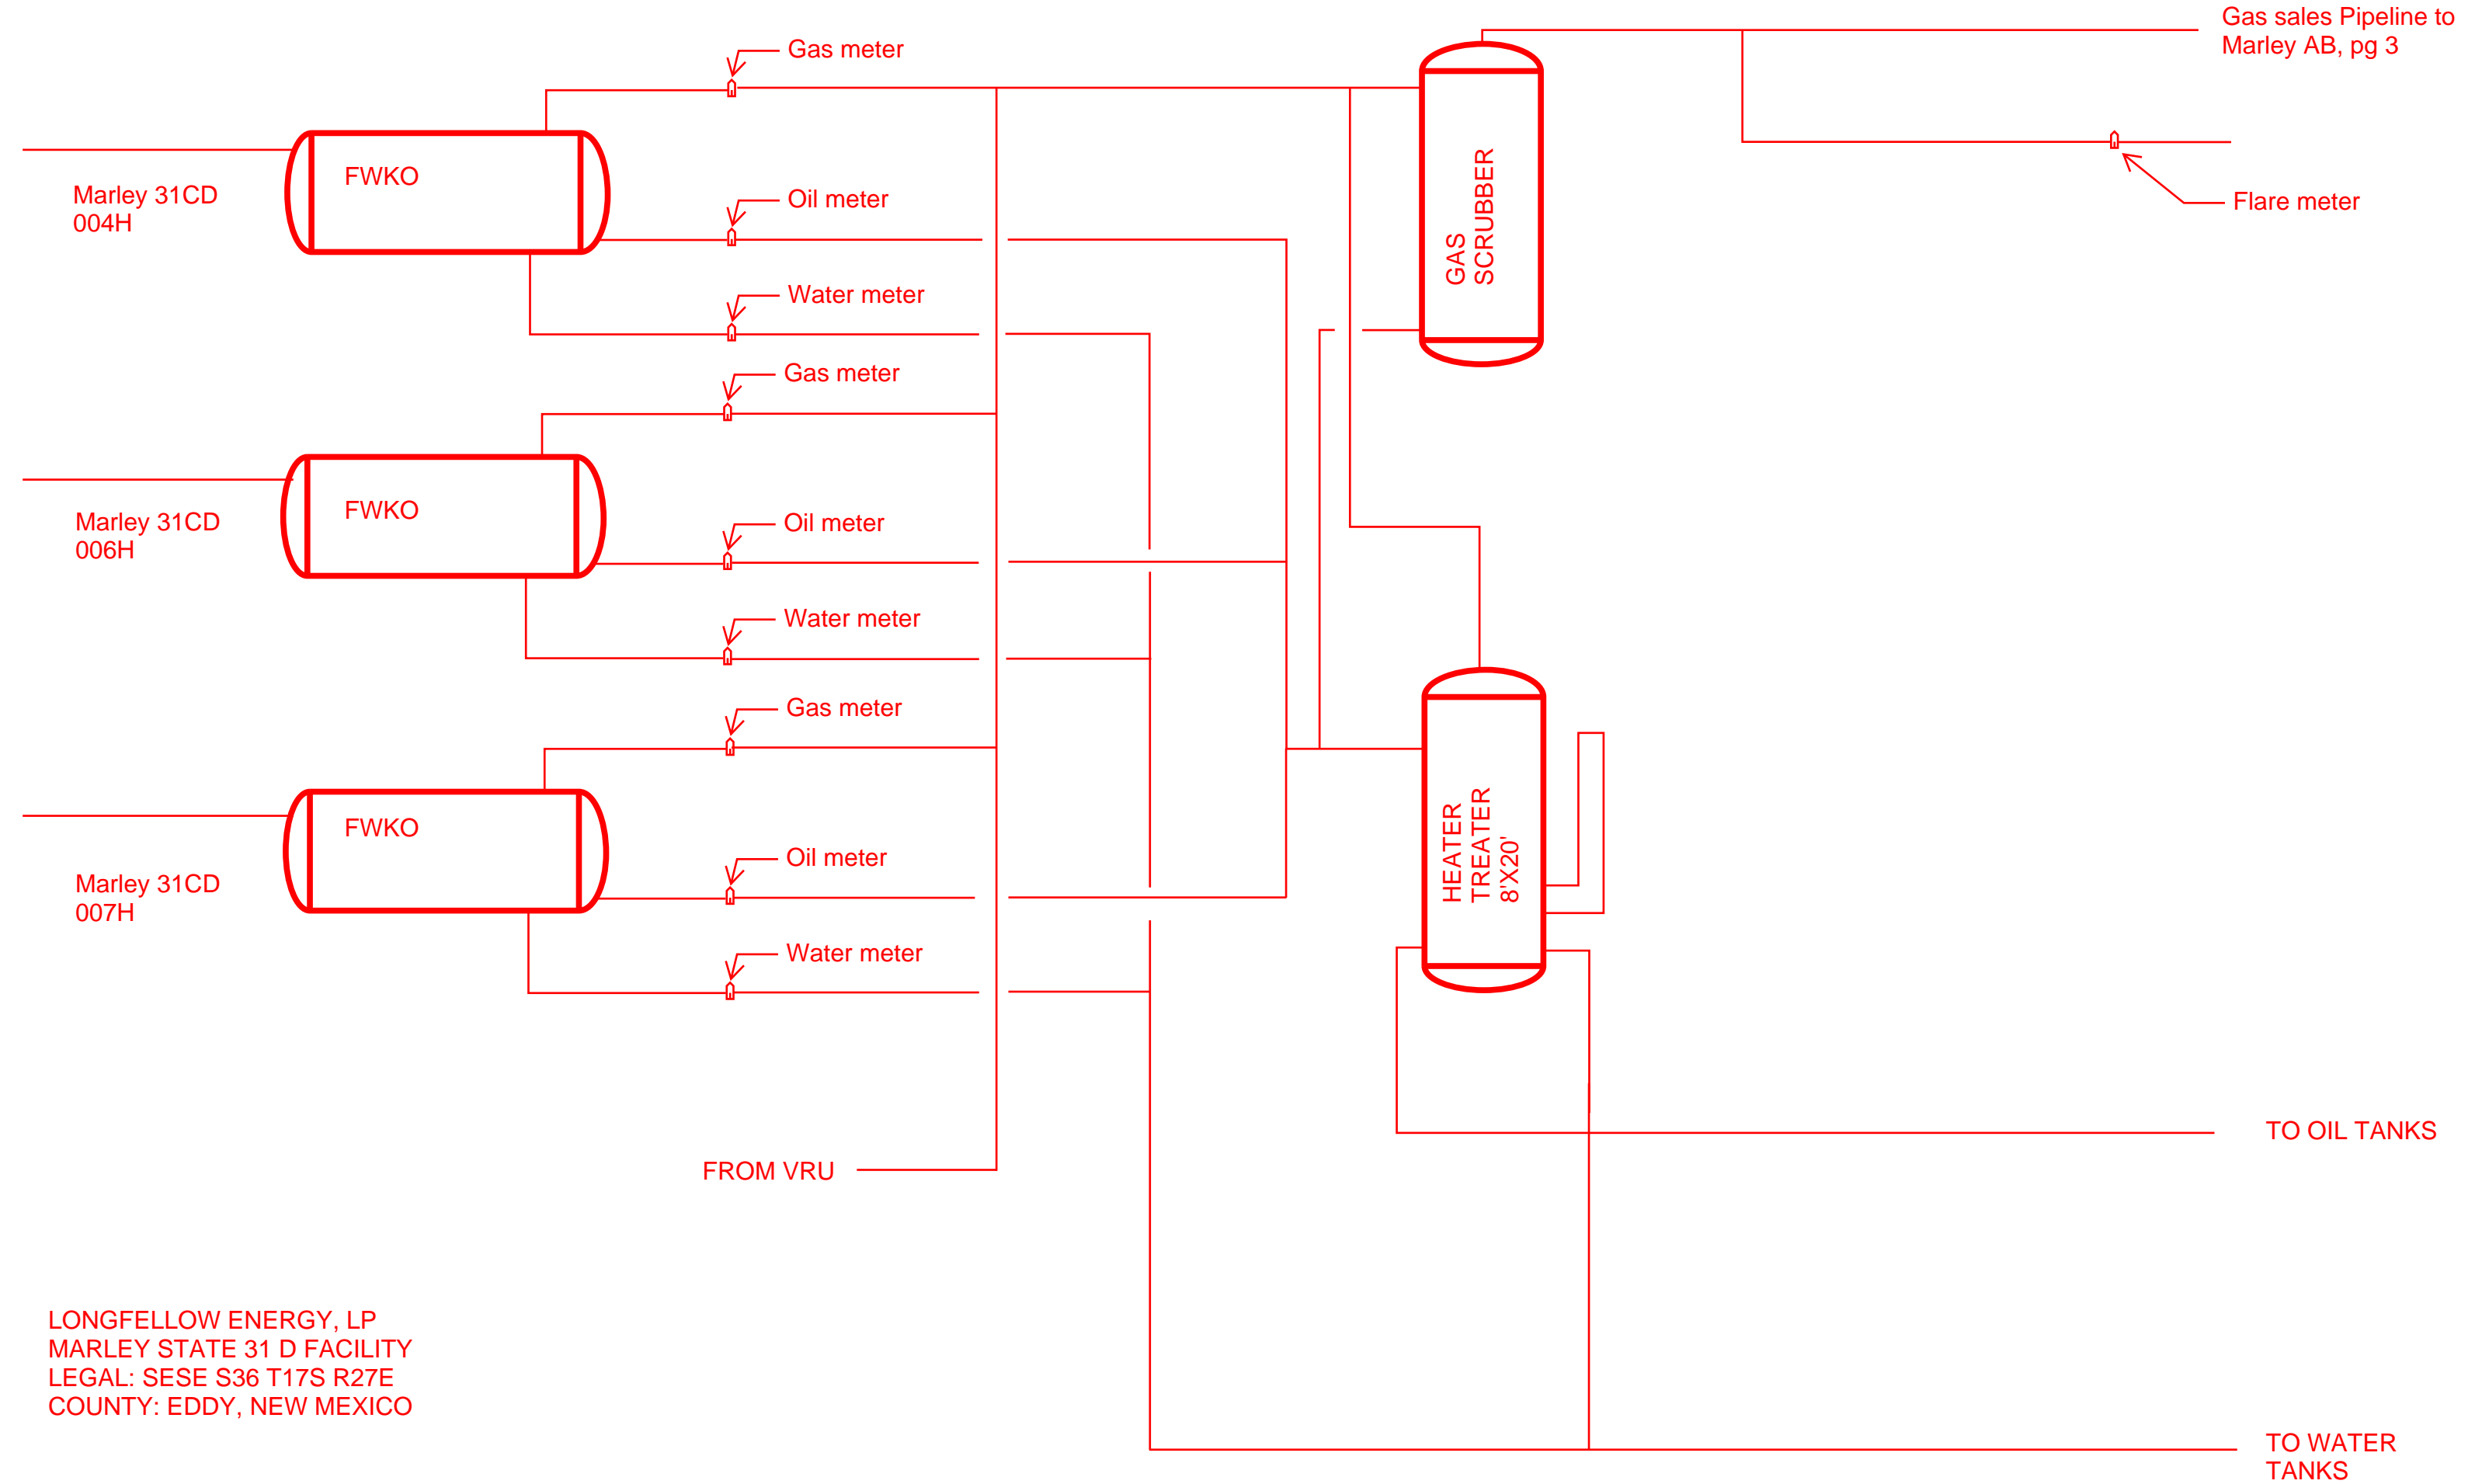 Gas sales Pipeline to
Marley AB, pg 3
Gas meter
FWKO
Marley 31CD
004H
Oil meter
Flare meter
GAS
SCRUBBER
Water meter
Gas meter
FWKO
Marley 31CD
006H
Oil meter
Water meter
Gas meter
FWKO
Marley 31CD
007H
Oil meter
HEATER
TREATER
8'X20'
Water meter
TO OIL TANKS
FROM VRU
LONGFELLOW ENERGY, LP
MARLEY STATE 31 D FACILITY
LEGAL: SESE S36 T17S R27E
COUNTY: EDDY, NEW MEXICO
TO WATER
TANKS